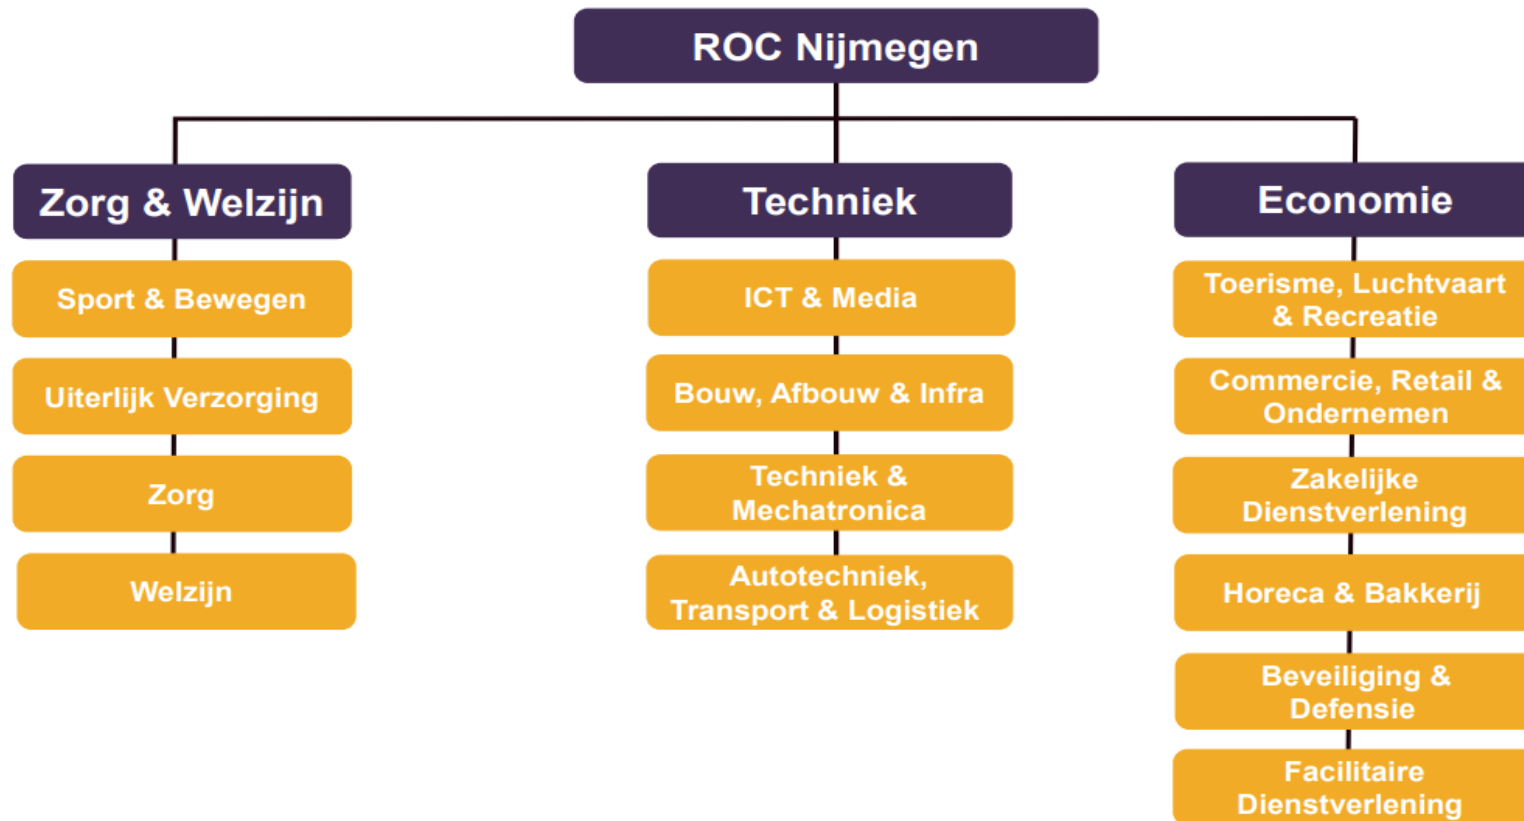 ROC Nijmegen
Zorg & Welzijn
Sport & Bewegen
Uiterlijk Verzorging
Zorg
Welzijn
Techniek
ICT & Media
Bouw, Afbouw & Infra
Techniek &
Mechatronica
Autotechniek,
Transport & Logistiek
Economie
Toerisme, Luchtvaart
& Recreatie
Commercie, Retail &
Ondernemen
Zakelijke
Dienstverlening
Horeca & Bakkerij
Beveiliging &
Defensie
Facilitaire
Dienstverlening